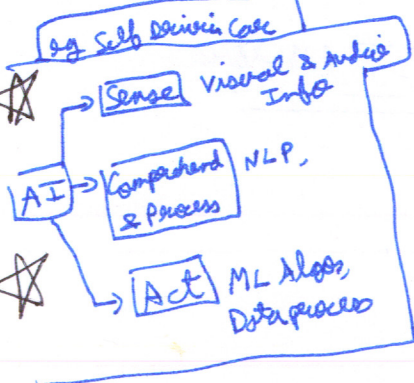 eg Self Drivin Car
Sense Visual & Audio
Info
AI
Comprehend NLP,
& Process
Act ML Algos,
Data process